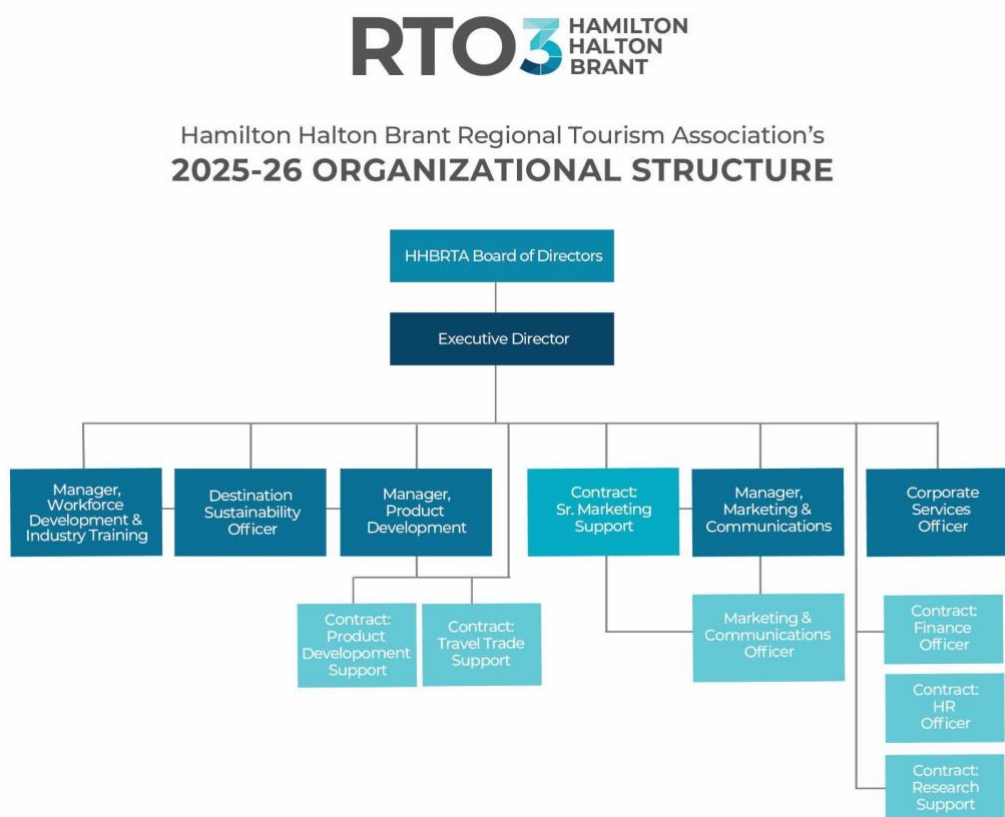 RTO3 HAMILTON
HALTON
BRANT
Hamilton Halton Brant Regional Tourism Association’s
2025-26 ORGANIZATIONAL STRUCTURE
HHBRTA Board of Directors
Executive Director
Manager,
Workforce
Development &
Industry Training
Destination
Sustainability
Officer
Manager,
Product
Development
Contract:
Sr. Marketing
Support
Manager,
Marketing &
Communications
Corporate
Services
Officer
Contract:
Product
Developoment
Support
Contract:
Travel Trade
Support
Marketing &
Communications
Officer
Contract:
Finance
Officer
Contract:
HR
Officer
Contract:
Research
Support